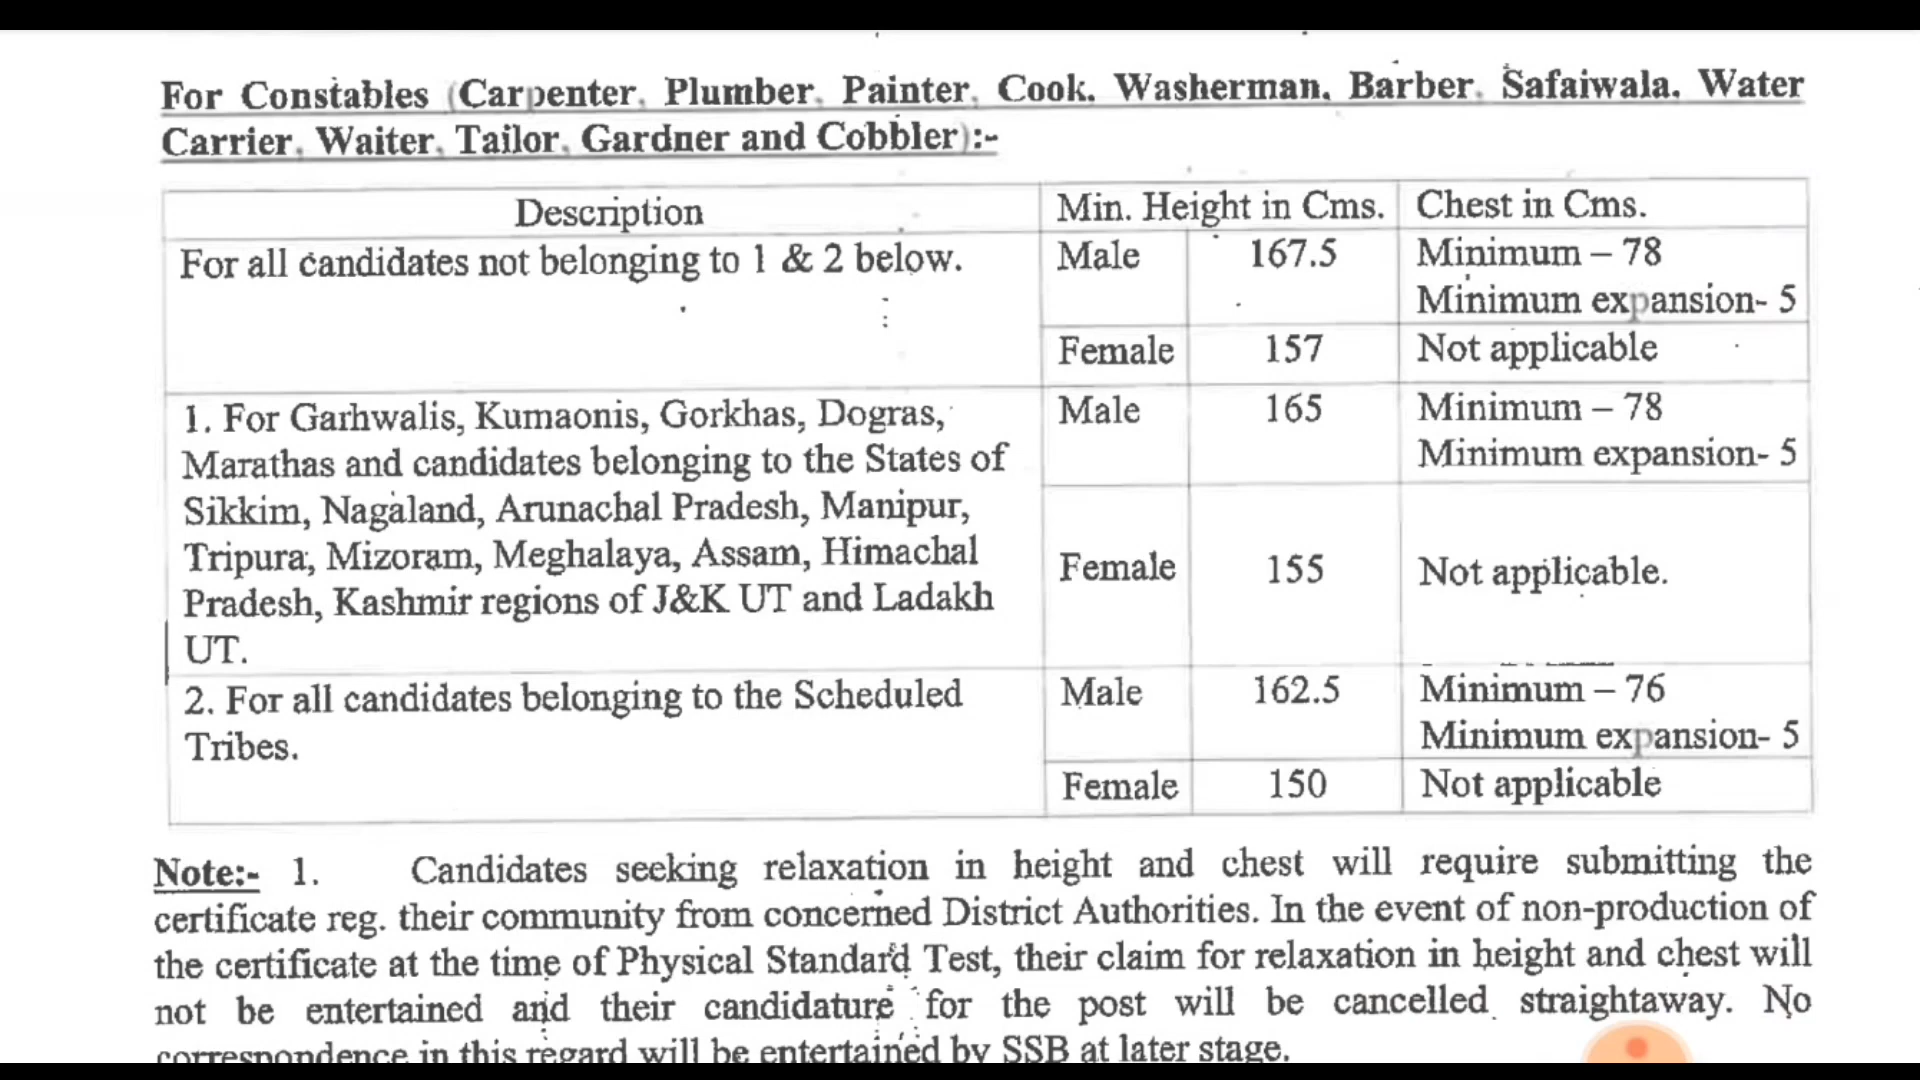 For Constables (Carpenter, Plumber, Painter, Cook, Washerman, Barber, Safaiwala, Water
Carrier, Waiter, Tailor, Gardner and Cobbler):-
Description
Min. Height in Cms.
Chest in Cms.
For all candidates not belonging to 1 & 2 below.
Male
167.5
Minimum – 78
Minimum expansion- 5
Female
157
Not applicable
1. For Garhwalis, Kumaonis, Gorkhas, Dogras,
Marathas and candidates belonging to the States of
Sikkim, Nagaland, Arunachal Pradesh, Manipur,
Tripura, Mizoram, Meghalaya, Assam, Himachal
Pradesh, Kashmir regions of J&K UT and Ladakh
UT.
Male
165
Minimum – 78
Minimum expansion- 5
Female
155
Not applicable.
2. For all candidates belonging to the Scheduled
Tribes.
Male
162.5
Minimum – 76
Minimum expansion- 5
Female
150
Not applicable
Note:- 1. Candidates seeking relaxation in height and chest will require submitting the
certificate reg. their community from concerned District Authorities. In the event of non-production of
the certificate at the time of Physical Standard Test, their claim for relaxation in height and chest will
not be entertained and their candidature for the post will be cancelled straightaway. No
correspondence in this regard will be entertained by SSB at later stage.